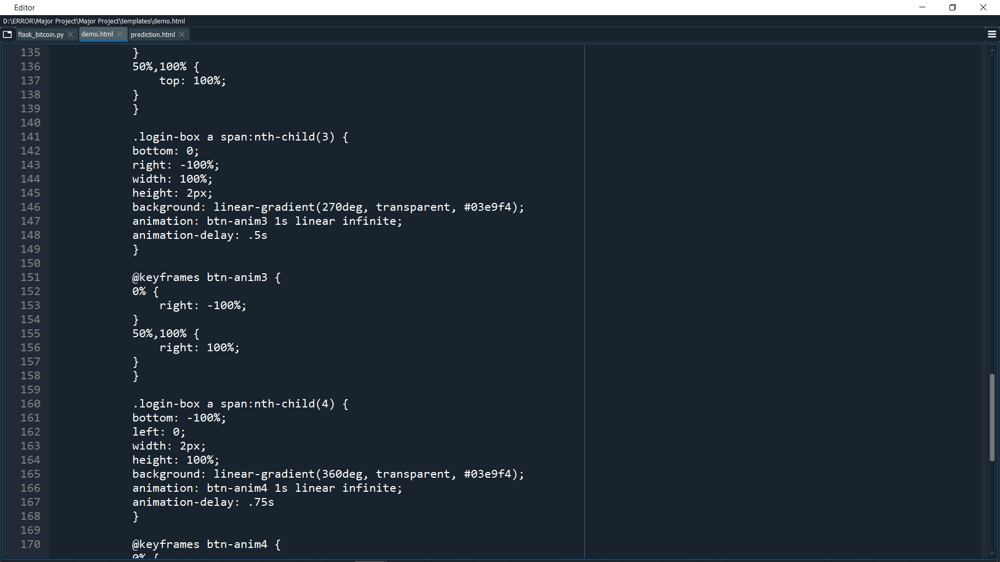 Editor
D:\ERROR\Major Project\Major Project\templates\demo.html
flask_bitcoin.py demo.html prediction.html
135 }
136 50%,100% {
137 top: 100%;
138 }
139 }
140
141 .login-box a span:nth-child(3) {
142 bottom: 0;
143 right: -100%;
144 width: 100%;
145 height: 2px;
146 background: linear-gradient(270deg, transparent, #03e9f4);
147 animation: btn-anim3 1s linear infinite;
148 animation-delay: .5s
149 }
150
151 @keyframes btn-anim3 {
152 0% {
153 right: -100%;
154 }
155 50%,100% {
156 right: 100%;
157 }
158 }
159
160 .login-box a span:nth-child(4) {
161 bottom: -100%;
162 left: 0;
163 width: 2px;
164 height: 100%;
165 background: linear-gradient(360deg, transparent, #03e9f4);
166 animation: btn-anim4 1s linear infinite;
167 animation-delay: .75s
168 }
169
170 @keyframes btn-anim4 {
0% {